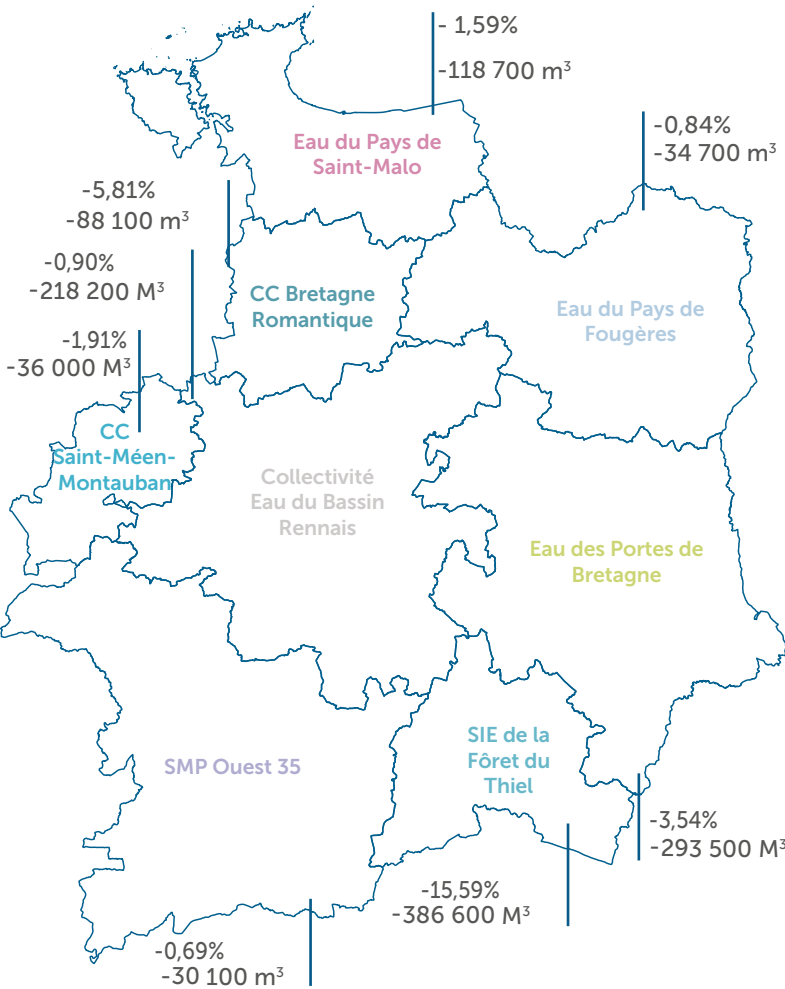 - 1,59%
-118 700 m³
-0,84%
-34 700 m³
Eau du Pays de
Saint-Malo
-5,81%
-88 100 m³
-0,90%
-218 200 M³
CC Bretagne
Romantique
Eau du Pays de
Fougères
-1,91%
-36 000 M³
CC
Saint-Méen-
Montauban
Collectivité
Eau du Bassin
Rennais
Eau des Portes de
Bretagne
SIE de la
Fôret du
Thiel
SMP Ouest 35
-3,54%
-293 500 M³
-15,59%
-386 600 M³
-0,69%
-30 100 m³